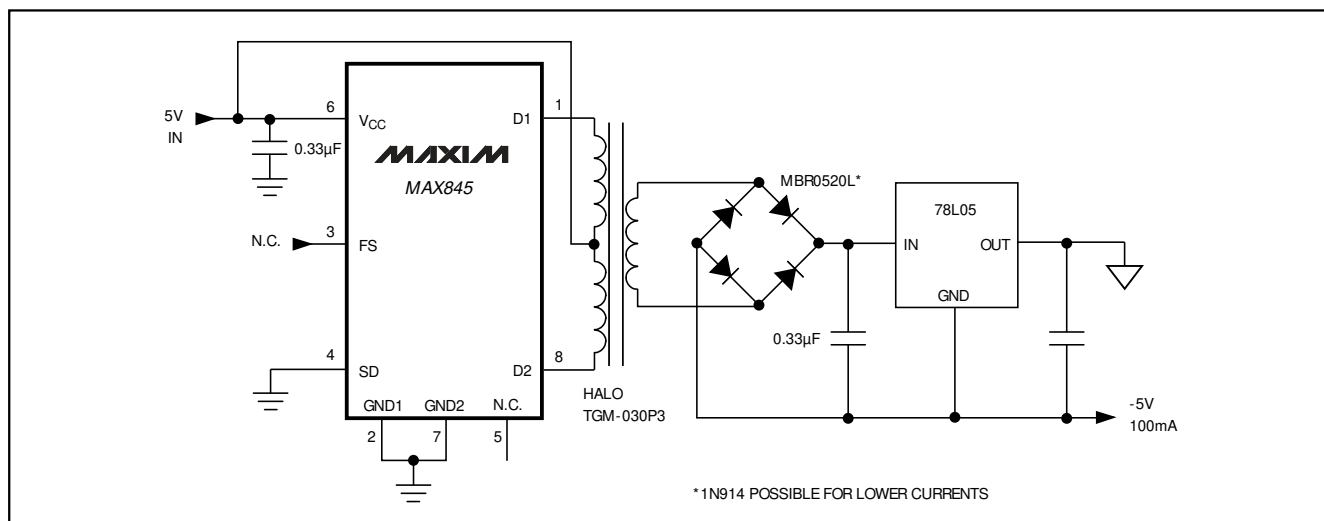 5V
IN
6
VCC
0.33µF
MAXIM
MAX845
D1
1
N.C.
3
FS
4
SD
D2
8
GND1
GND2
N.C.
2
7
5
HALO
TGM-030P3
MBR0520L*
78L05
IN
OUT
GND
0.33µF
-5V
100mA
*1N914 POSSIBLE FOR LOWER CURRENTS